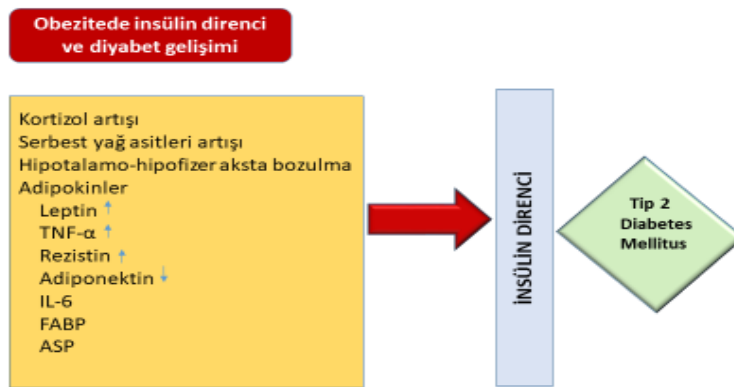 Obezitede insülin direnci
ve diyabet gelişimi
Kortizol artışı
Serbest yağ asitleri artışı
Hipotalamo-hipofizer aksta bozulma
Adipokinler
Leptin ↑
TNF-α ↑
Rezistin ↑
Adiponektin ↓
IL-6
FABP
ASP
İNSÜLİN DİRENCİ
Tip 2
Diabetes
Mellitus